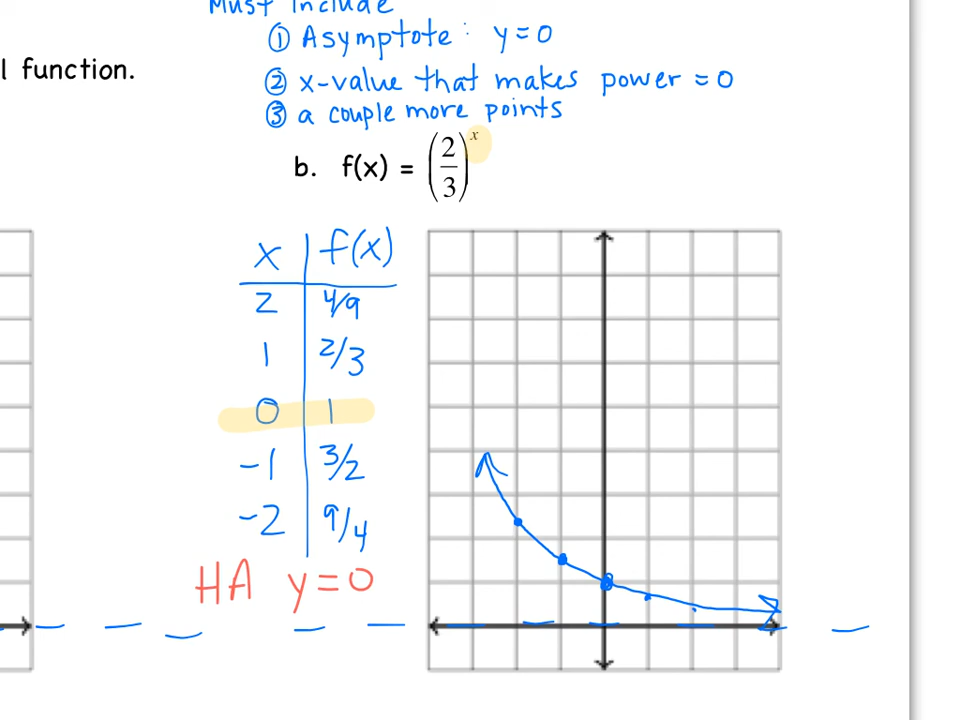 Must include
① Asymptote: y = 0
l function.
② x-value that makes power = 0
③ a couple more points
b. f(x) = (2/3)^x
x | f(x)
2 | 4/9
1 | 2/3
0 | 1
-1 | 3/2
-2 | 9/4
HA y = 0